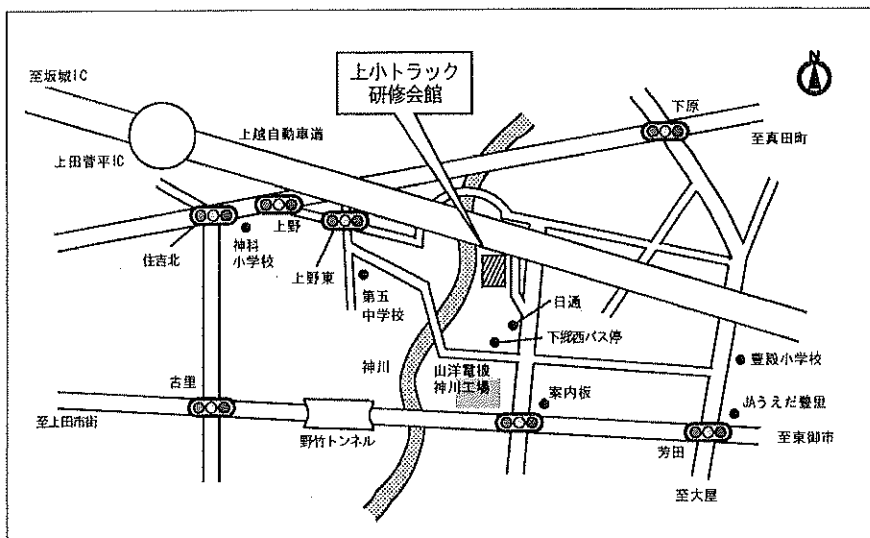 上小トラック
研修会館
N
至坂城IC
下原
上越自動車道
至真田町
上田菅平IC
上野
住吉北
神科
小学校
上野東
第五
中学校
日通
下郷西バス停
神川
山洋電機
神川工場
豊殿小学校
古里
案内板
JAうえだ豊殿
至上田市街
野竹トンネル
芳田
至東御市
至大屋